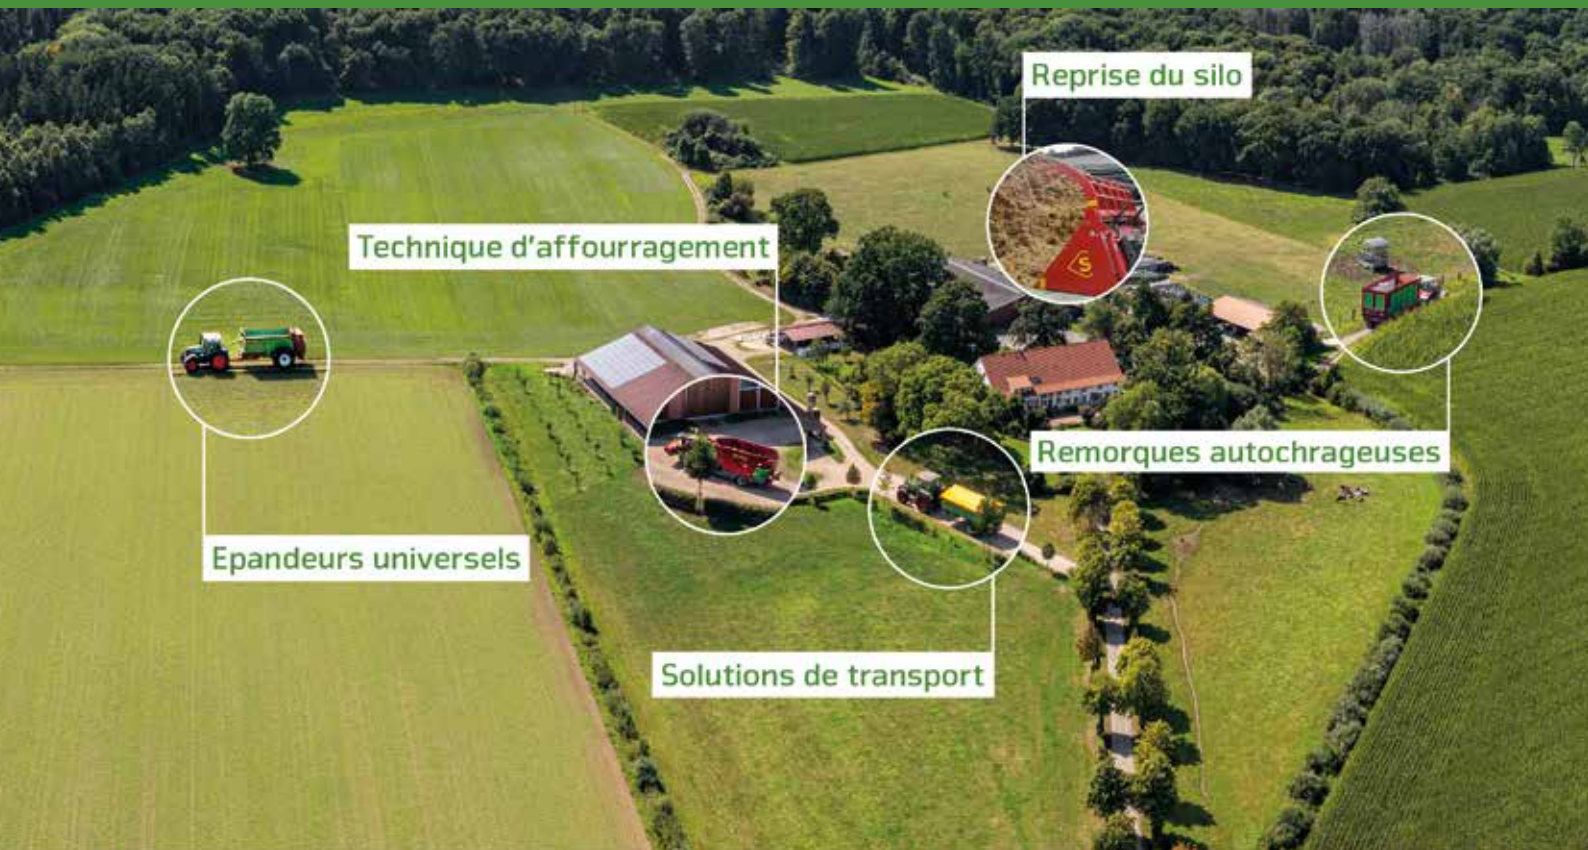 Reprise du silo
Technique d'affourragement
Remorques autochrageuses
Epandeurs universels
Solutions de transport
S